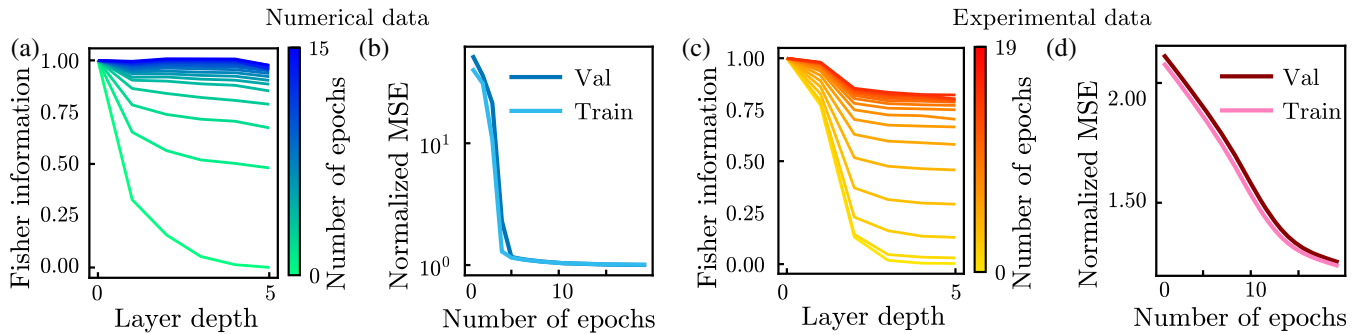 Numerical data
Experimental data
(a)
Fisher information
1.00
0.75
0.50
0.25
0.00
0
5
Layer depth
15
0
Number of epochs
(b)
Normalized MSE
10¹
10⁰
Val
Train
0
10
Number of epochs
(c)
Fisher information
1.00
0.75
0.50
0.25
0.00
0
5
Layer depth
19
0
Number of epochs
(d)
Normalized MSE
2.00
1.50
Val
Train
0
10
Number of epochs